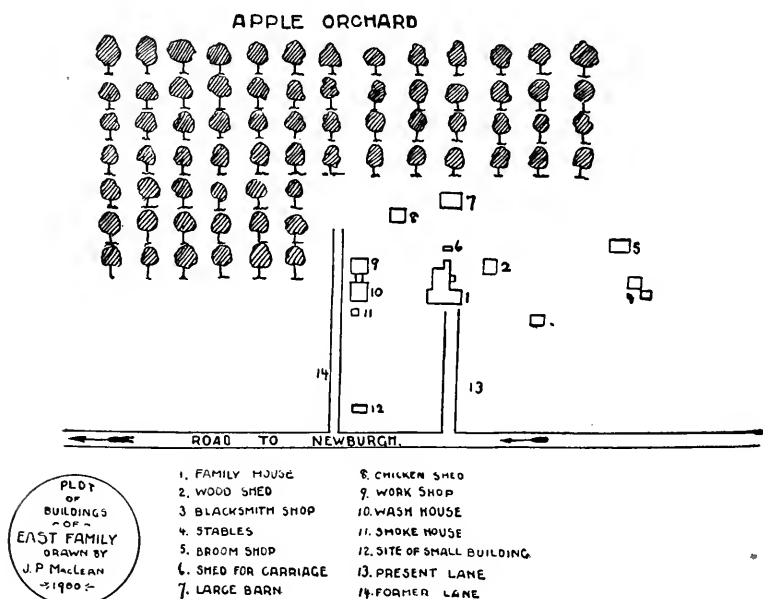 APPLE ORCHARD
7
8
6
5
9
2
10
1
11
14
13
12
ROAD TO NEWBURGH.
PLOT
OF
BUILDINGS
- OF -
EAST FAMILY
DRAWN BY
J. P MACLEAN
1900
1. FAMILY HOUSE
2. WOOD SHED
3 BLACKSMITH SHOP
4. STABLES
5. BROOM SHOP
6. SHED FOR CARRIAGE
7. LARGE BARN
8. CHICKEN SHED
9. WORK SHOP
10. WASH HOUSE
11. SMOKE HOUSE
12. SITE OF SMALL BUILDING
13. PRESENT LANE
14. FORMER LANE